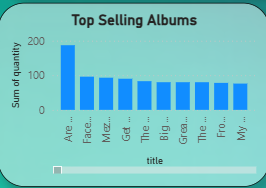 Top Selling Albums
Sum of quantity
200
100
0
Are ...
Face...
Mez...
Get ...
The ...
Big ...
Grea...
The ...
Fro...
My ...
title